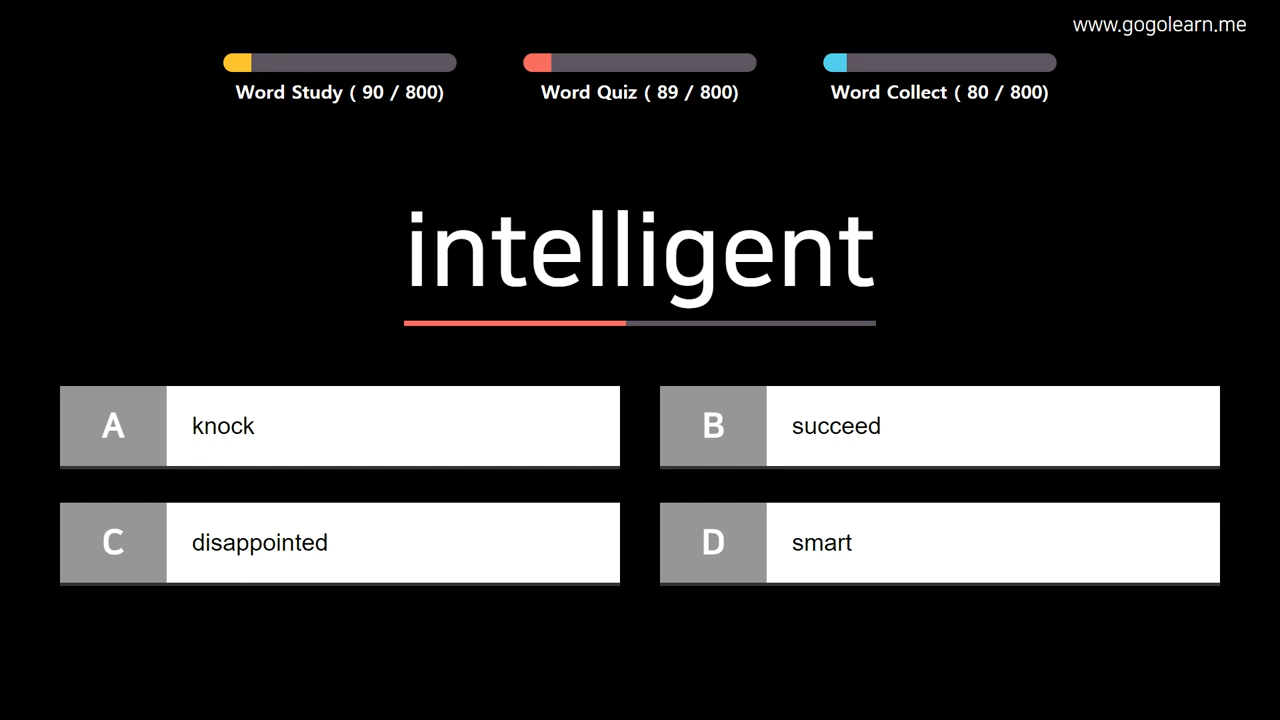 www.gogolearn.me
Word Study ( 90 / 800)
Word Quiz ( 89 / 800)
Word Collect ( 80 / 800)
intelligent
A knock
B succeed
C disappointed
D smart